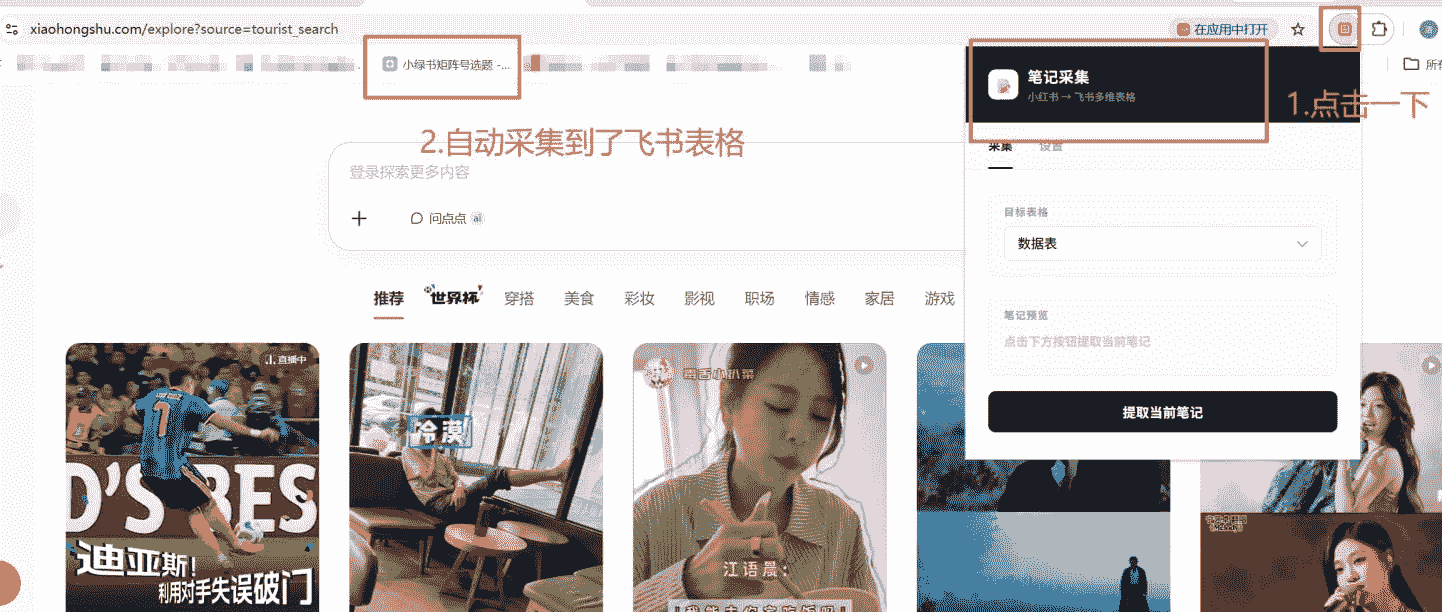 xiaohongshu.com/explore?source=tourist_search
在应用中打开
小绿书矩阵号选题 -...
所有
笔记采集
小红书 → 飞书多维表格
1.点击一下
2.自动采集到了飞书表格
采集
设置
登录探索更多内容
目标表格
问点点 ai
数据表
推荐
世界杯
穿搭
美食
彩妆
影视
职场
情感
家居
游戏
笔记预览
点击下方按钮提取当前笔记
提取当前笔记
直播中
冷漠
D'S BES
迪亚斯!
利用对手失误破门
江语晨: